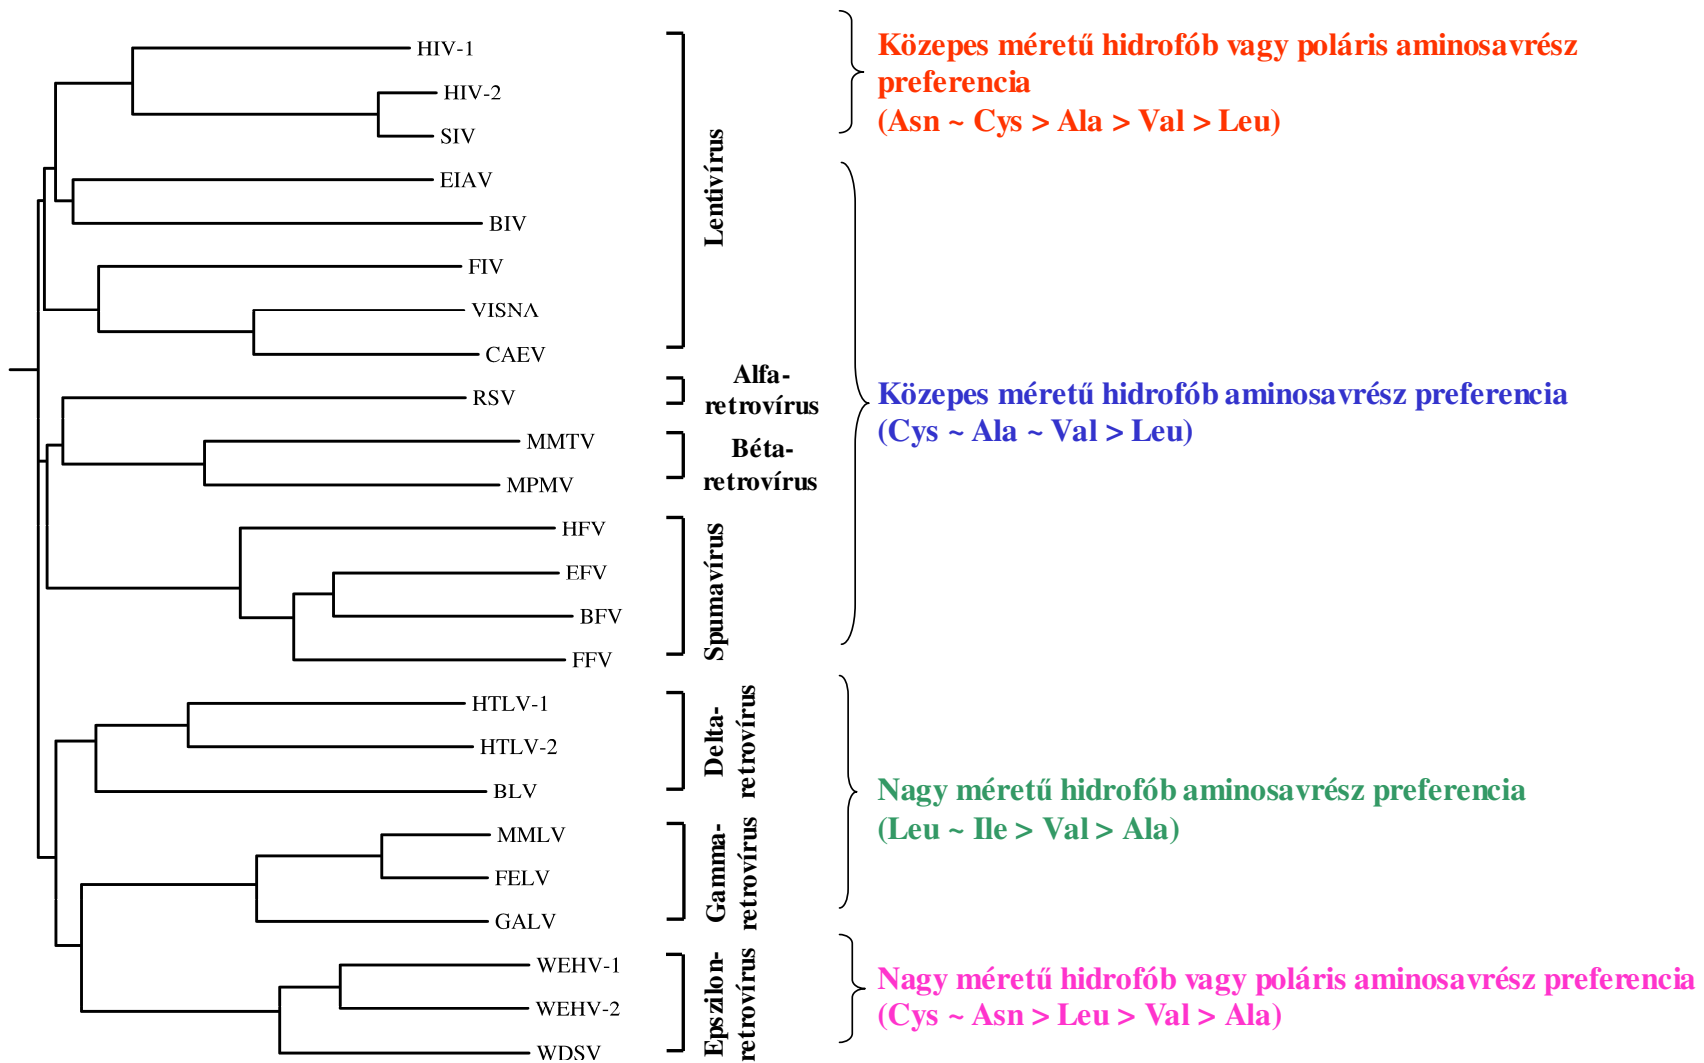 HIV-1
HIV-2
SIV
EIAV
BIV
FIV
VISNA
CAEV
RSV
MMTV
MPMV
HFV
EFV
BFV
FFV
HTLV-1
HTLV-2
BLV
MMLV
FELV
GALV
WEHV-1
WEHV-2
WDSV
Lentivírus
Alfa-
retrovírus
Béta-
retrovírus
Spumavírus
Delta-
retrovírus
Gamma-
retrovírus
Epszilon-
retrovírus
Közepes méretű hidrofób vagy poláris aminosavrész
preferencia
(Asn ~ Cys > Ala > Val > Leu)
Közepes méretű hidrofób aminosavrész preferencia
(Cys ~ Ala ~ Val > Leu)
Nagy méretű hidrofób aminosavrész preferencia
(Leu ~ Ile > Val > Ala)
Nagy méretű hidrofób vagy poláris aminosavrész preferencia
(Cys ~ Asn > Leu > Val > Ala)